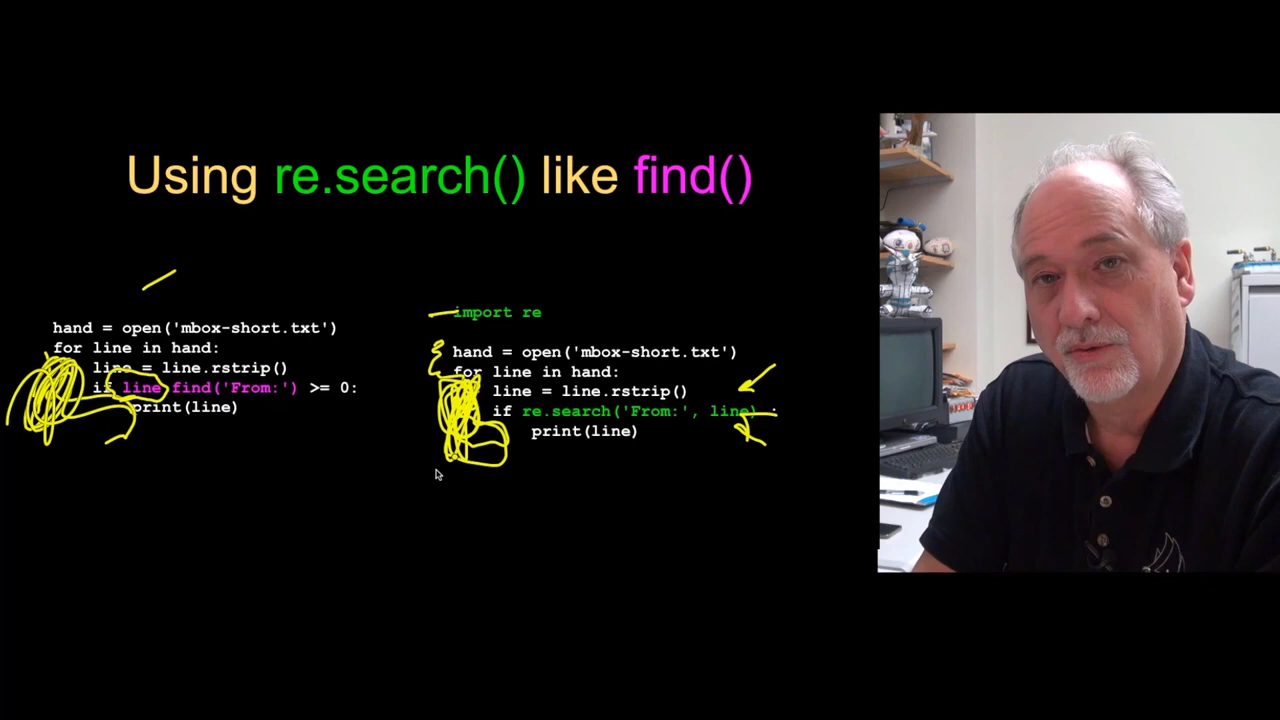 Using re.search() like find()
hand = open('mbox-short.txt')
for line in hand:
line = line.rstrip()
if line.find('From:') >= 0:
print(line)
import re
hand = open('mbox-short.txt')
for line in hand:
line = line.rstrip()
if re.search('From:', line) :
print(line)